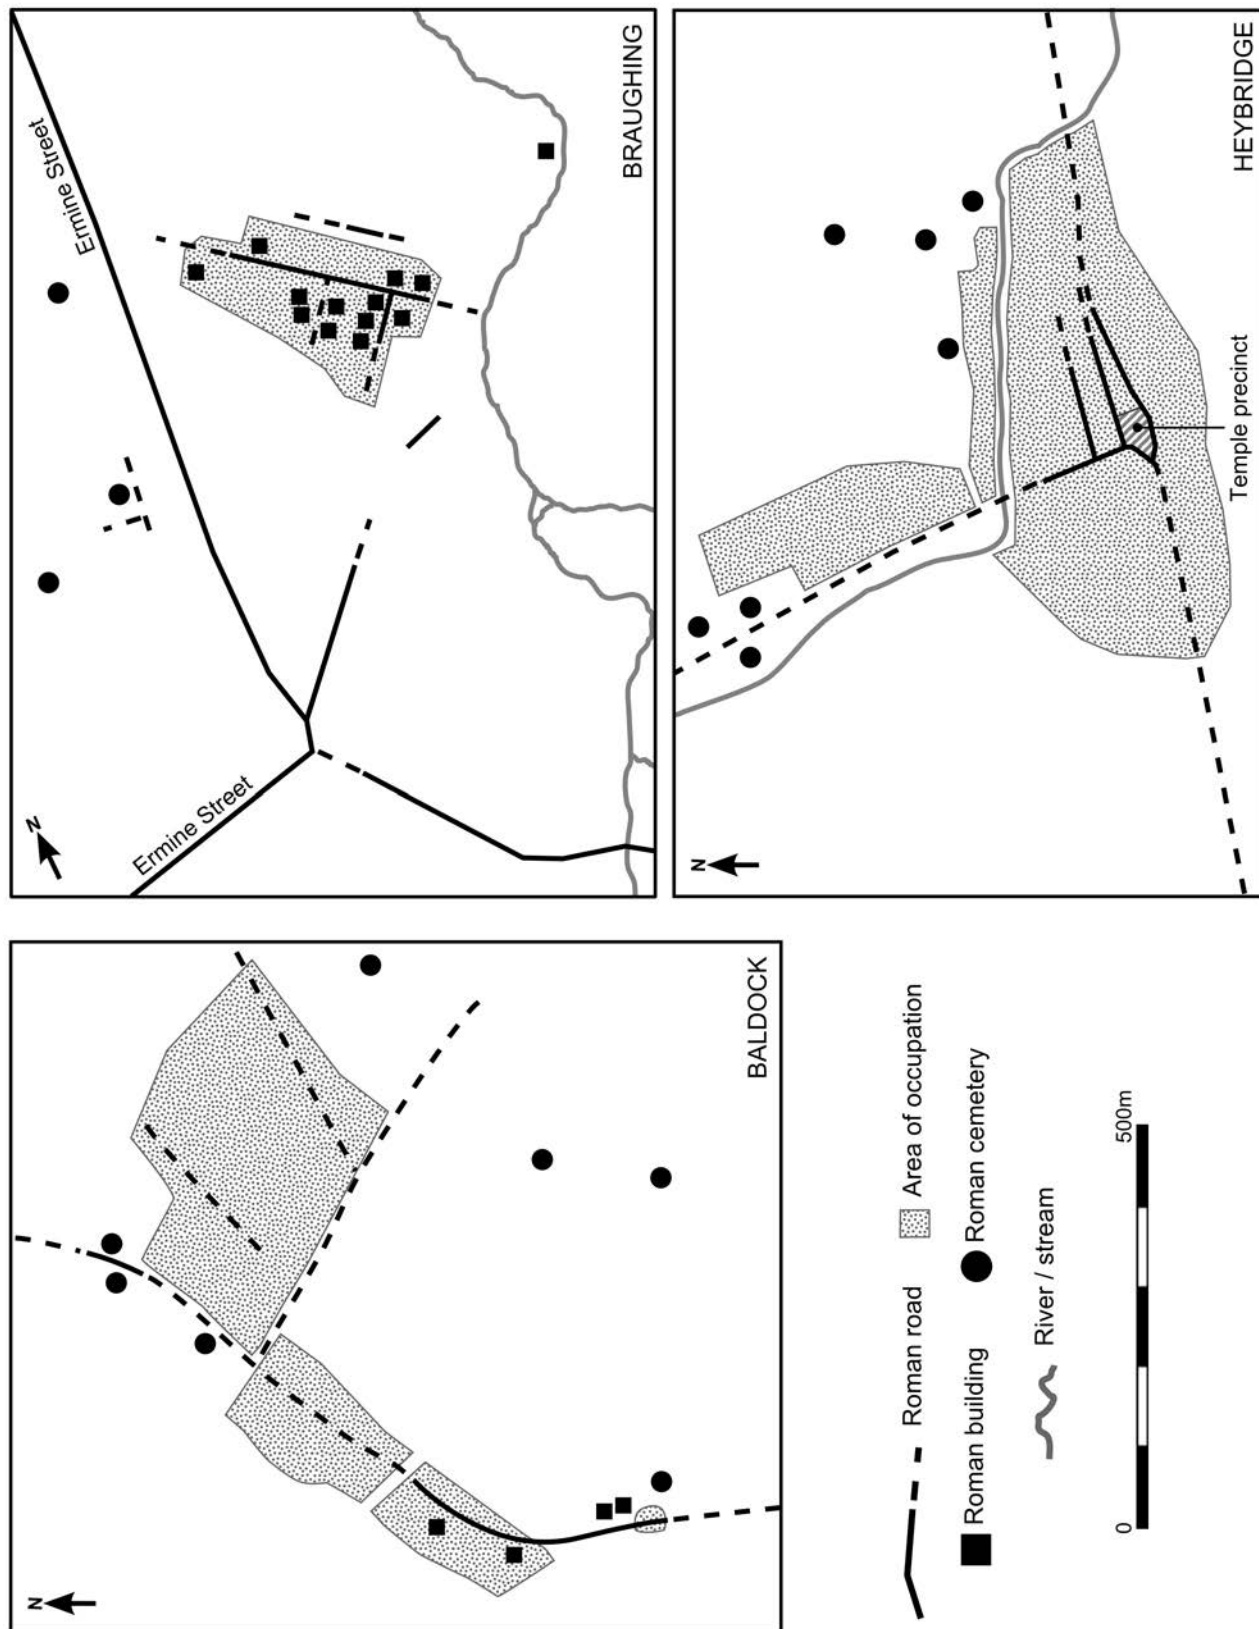 N
Ermine Street
Ermine Street
BRAUGHING
N
Temple precinct
HEYBRIDGE
N
BALDOCK
Roman road
Area of occupation
Roman building
Roman cemetery
River / stream
0
500m